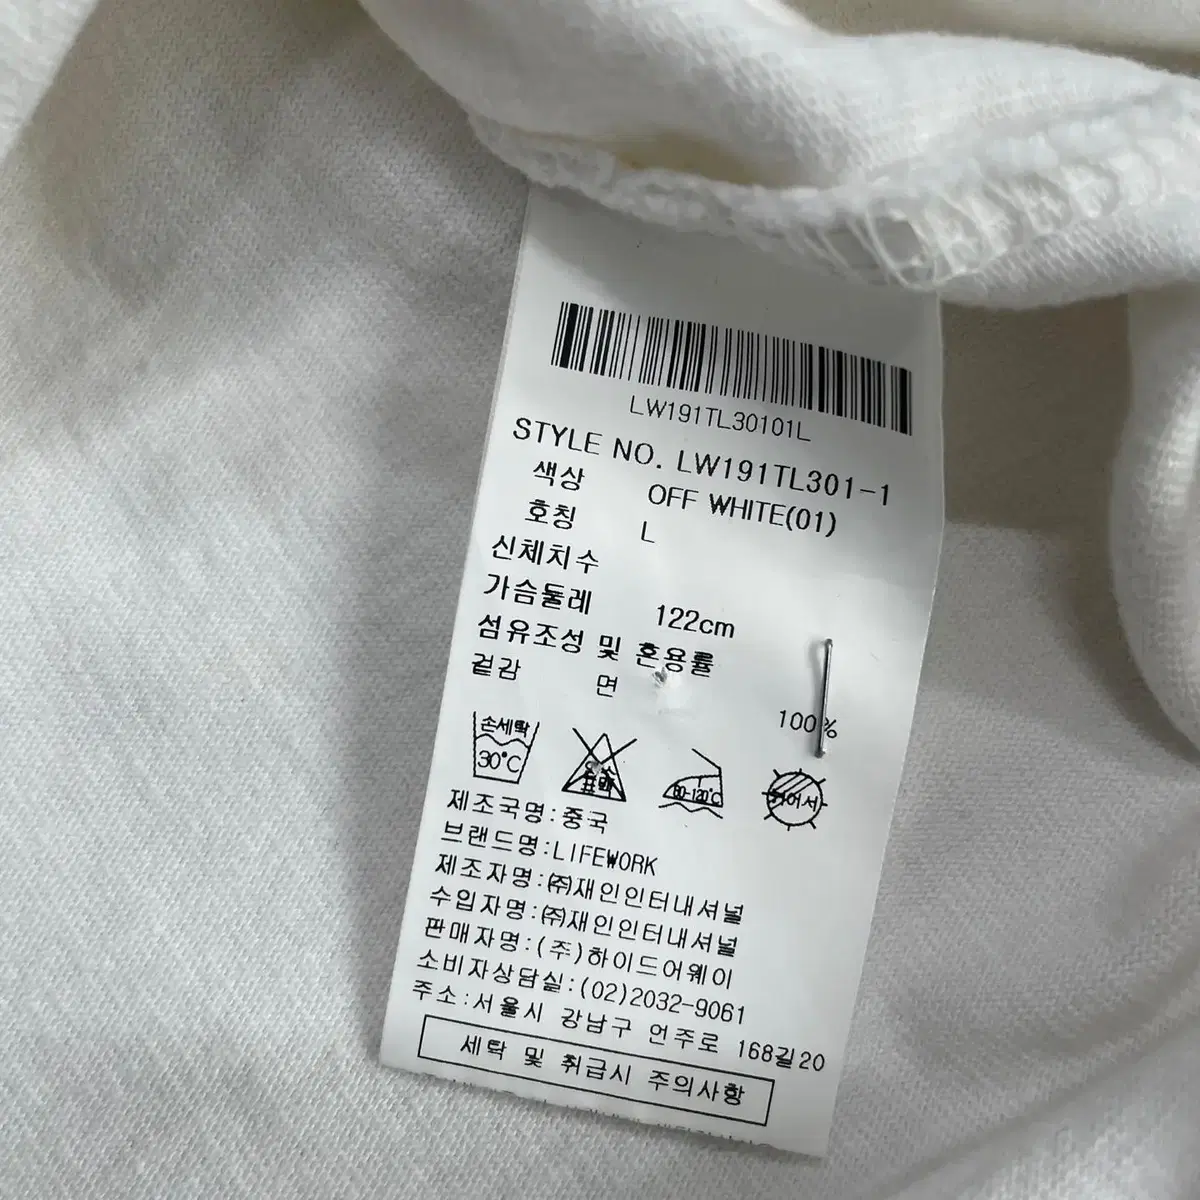 LW191TL30101L
STYLE NO. LW191TL301-1
색상 OFF WHITE(01)
호칭 L
신체치수
가슴둘레 122cm
섬유조성 및 혼용률
겉감 면 100%
손세탁
30℃
80-120℃
뉘어서
제조국명:중국
브랜드명:LIFEWORK
제조자명:㈜재인인터내셔널
수입자명:㈜재인인터내셔널
판매자명:(주)하이드어웨이
소비자상담실:(02)2032-9061
주소:서울시 강남구 언주로 168길20
세탁 및 취급시 주의사항